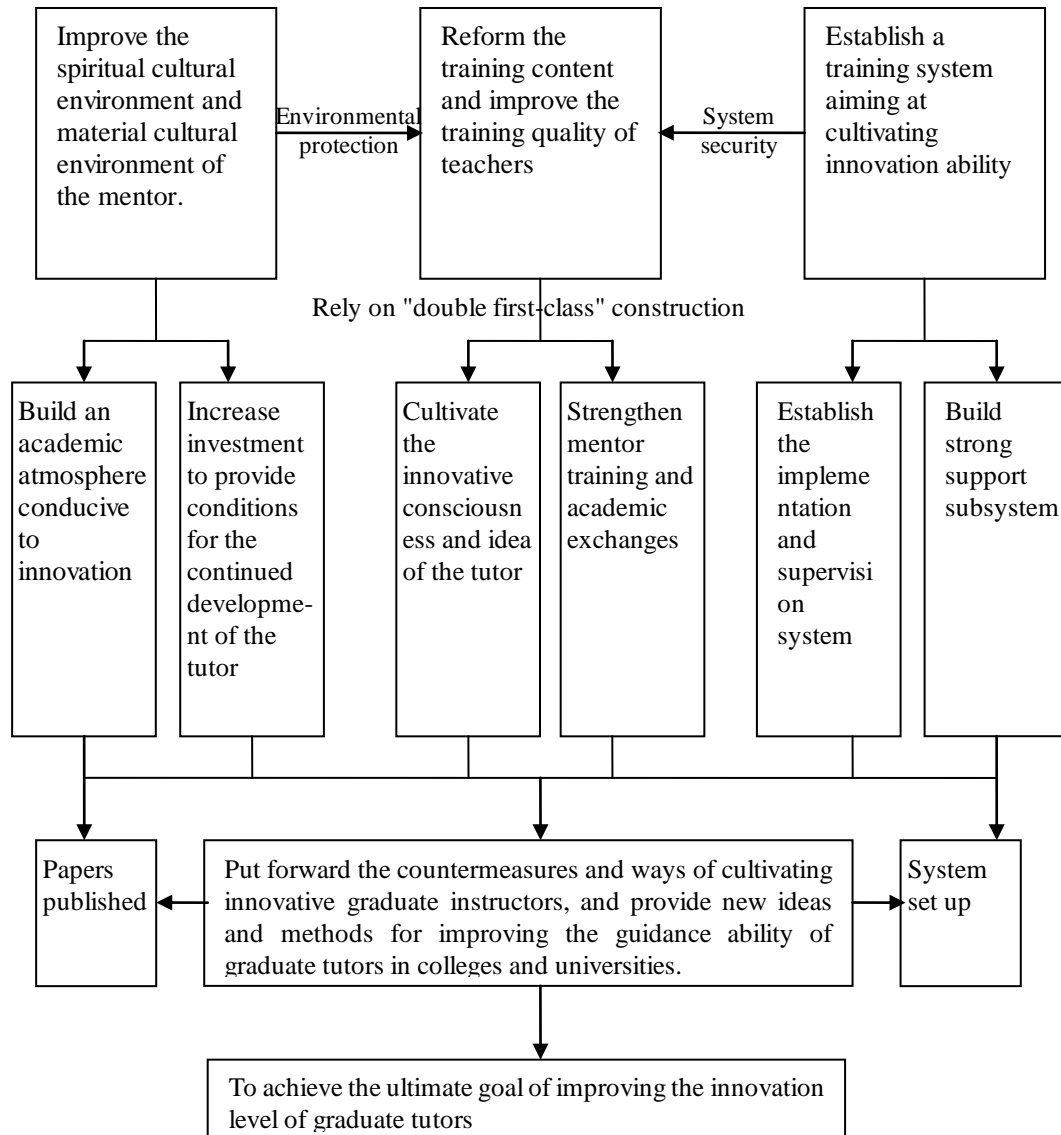 Improve the
spiritual cultural
environment and
material cultural
environment of
the mentor.
Environmental
protection
Reform the
training content
and improve the
training quality of
teachers
System
security
Establish a
training system
aiming at
cultivating
innovation ability
Rely on "double first-class" construction
Build an
academic
atmosphere
conducive
to
innovation
Increase
investment
to provide
conditions
for the
continued
developme-
nt of the
tutor
Cultivate
the
innovative
consciousn
ess and idea
of the tutor
Strengthen
mentor
training and
academic
exchanges
Establish
the
impleme
ntation
and
supervisi
on
system
Build
strong
support
subsystem
Papers
published
Put forward the countermeasures and ways of cultivating
innovative graduate instructors, and provide new ideas
and methods for improving the guidance ability of
graduate tutors in colleges and universities.
System
set up
To achieve the ultimate goal of improving the innovation
level of graduate tutors